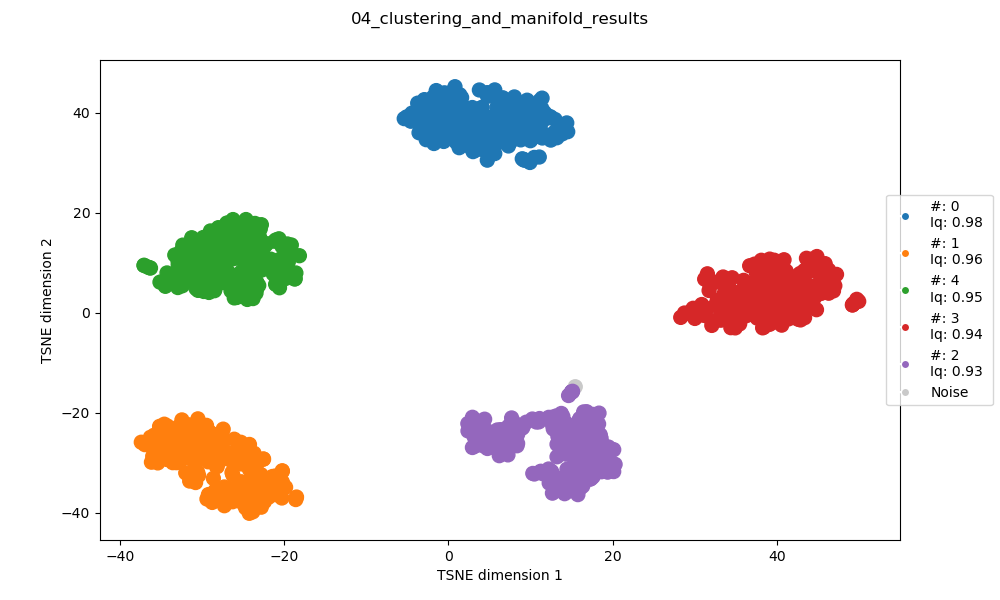 04_clustering_and_manifold_results
40
20
0
−20
−40
TSNE dimension 2
−40
−20
0
20
40
TSNE dimension 1
#: 0
Iq: 0.98
#: 1
Iq: 0.96
#: 4
Iq: 0.95
#: 3
Iq: 0.94
#: 2
Iq: 0.93
Noise